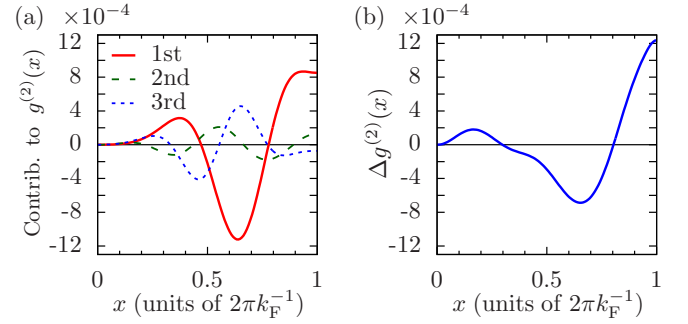 (a) ×10⁻⁴
Contrib. to g⁽²⁾(x)
12
8
4
0
-4
-8
-12
1st
2nd
3rd
0 0.5 1
x (units of 2πk_F⁻¹)
(b) ×10⁻⁴
Δg⁽²⁾(x)
12
8
4
0
-4
-8
-12
0 0.5 1
x (units of 2πk_F⁻¹)